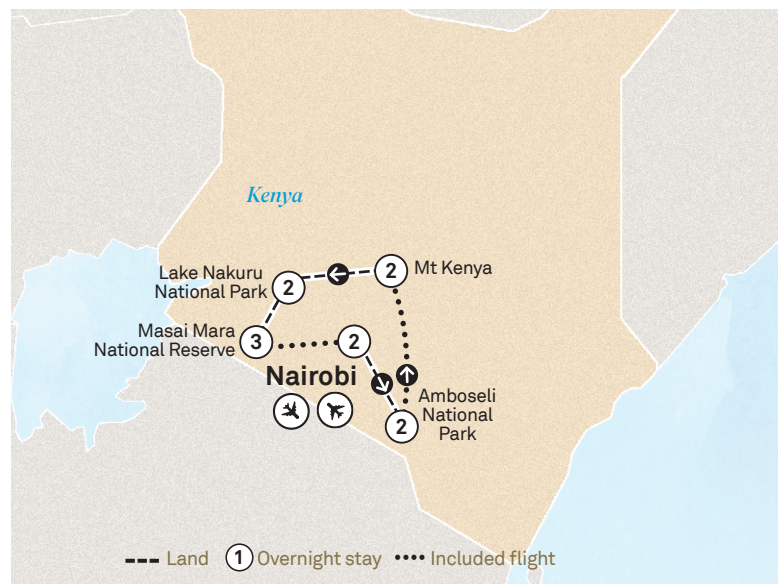 Kenya
Lake Nakuru
National Park
2
2
Mt Kenya
Masai Mara
National Reserve
3
2
Nairobi
Amboseli
National
Park
2
Land
1
Overnight stay
Included flight